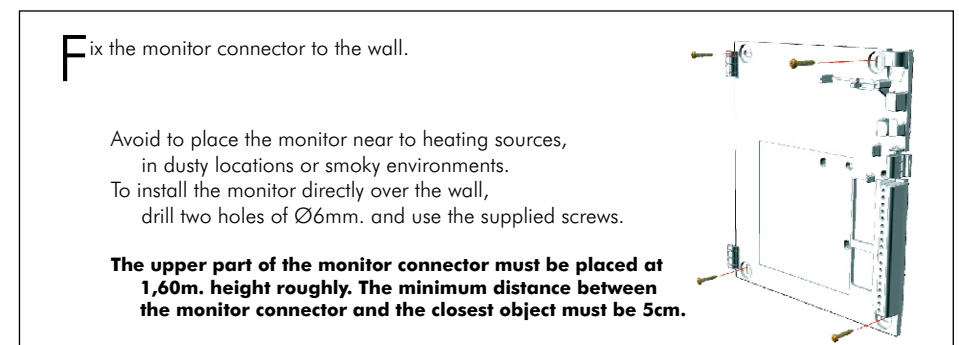 Fix the monitor connector to the wall.
Avoid to place the monitor near to heating sources,
in dusty locations or smoky environments.
To install the monitor directly over the wall,
drill two holes of Ø6mm. and use the supplied screws.
The upper part of the monitor connector must be placed at
1,60m. height roughly. The minimum distance between
the monitor connector and the closest object must be 5cm.